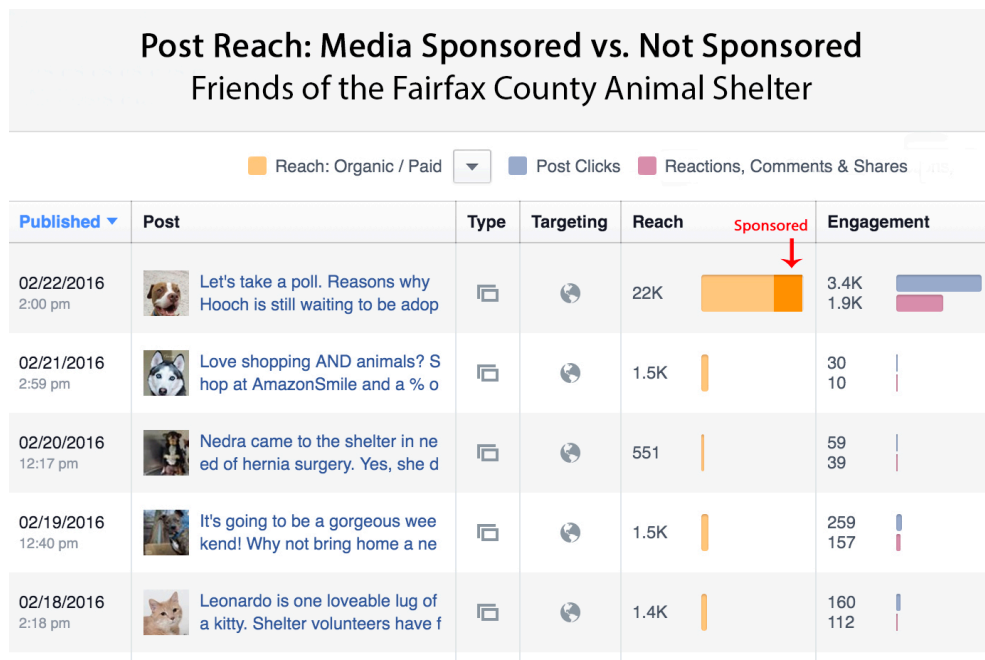 Post Reach: Media Sponsored vs. Not Sponsored
Friends of the Fairfax County Animal Shelter
Reach: Organic / Paid
Post Clicks
Reactions, Comments & Shares
Published
Post
Type
Targeting
Reach
Sponsored
Engagement
02/22/2016
2:00 pm
Let's take a poll. Reasons why
Hooch is still waiting to be adop
22K
3.4K
1.9K
02/21/2016
2:59 pm
Love shopping AND animals? S
hop at AmazonSmile and a % o
1.5K
30
10
02/20/2016
12:17 pm
Nedra came to the shelter in ne
ed of hernia surgery. Yes, she d
551
59
39
02/19/2016
12:40 pm
It's going to be a gorgeous wee
kend! Why not bring home a ne
1.5K
259
157
02/18/2016
2:18 pm
Leonardo is one loveable lug of
a kitty. Shelter volunteers have f
1.4K
160
112